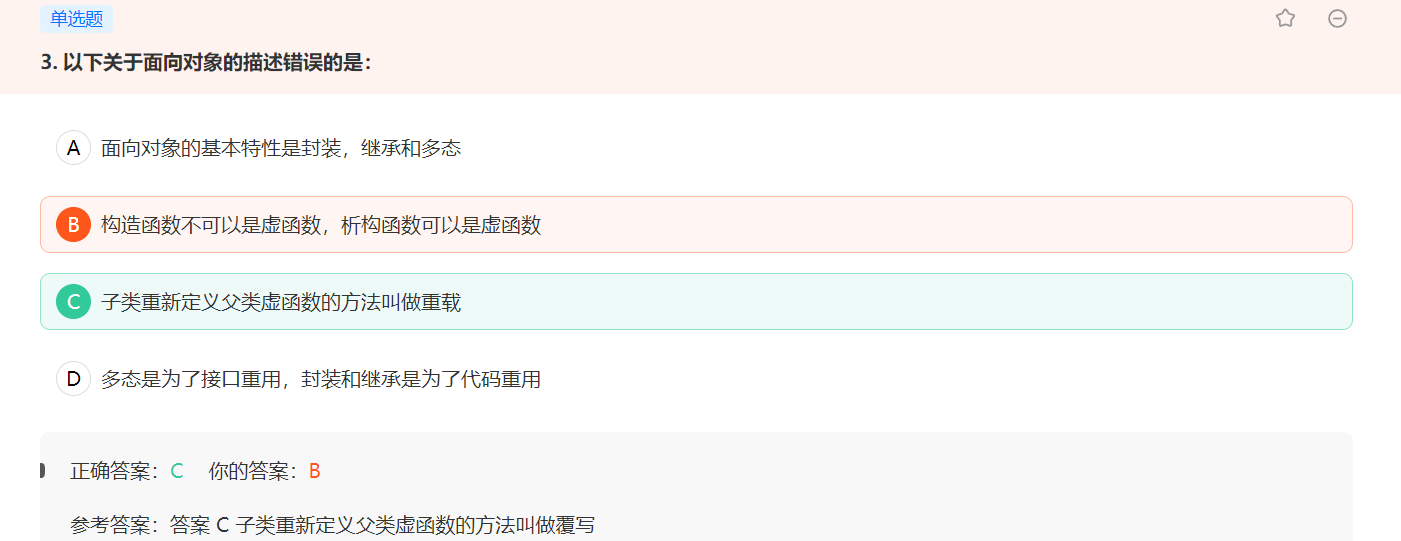 单选题
3. 以下关于面向对象的描述错误的是：
A 面向对象的基本特性是封装，继承和多态
B 构造函数不可以是虚函数，析构函数可以是虚函数
C 子类重新定义父类虚函数的方法叫做重载
D 多态是为了接口重用，封装和继承是为了代码重用
正确答案：C 你的答案：B
参考答案：答案 C 子类重新定义父类虚函数的方法叫做覆写